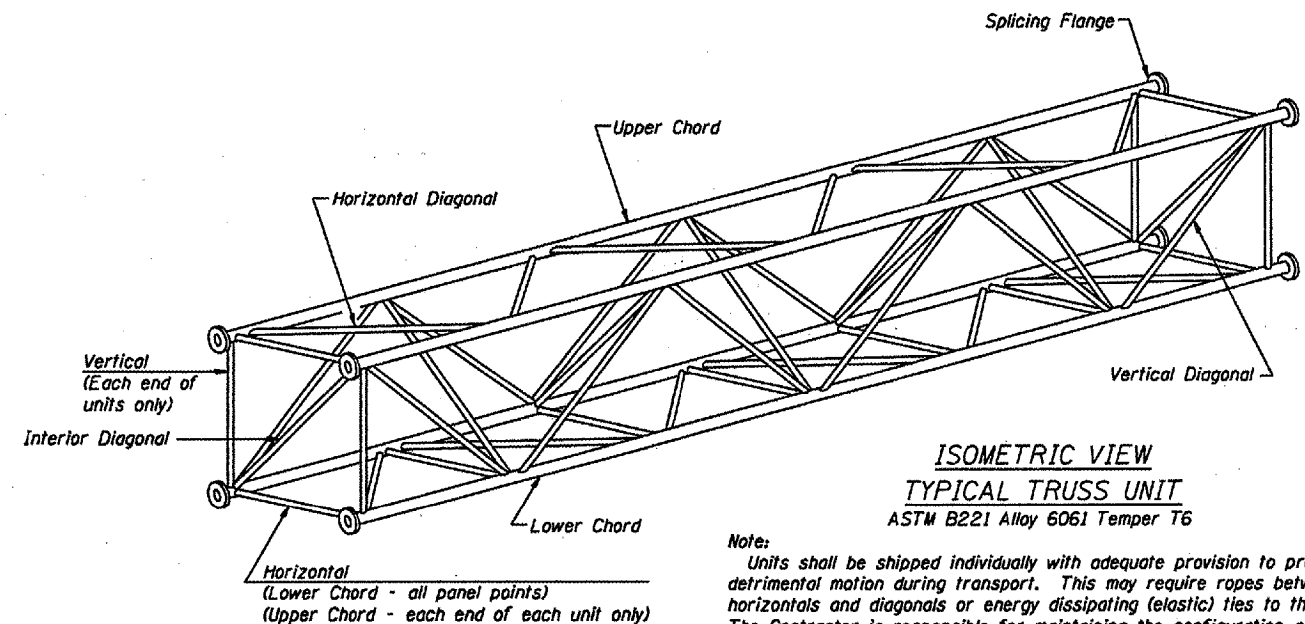 Splicing Flange
Upper Chord
Horizontal Diagonal
Vertical
(Each end of
units only)
Vertical Diagonal
Interior Diagonal
ISOMETRIC VIEW
TYPICAL TRUSS UNIT
ASTM B221 Alloy 6061 Temper T6
Lower Chord
Horizontal
(Lower Chord - all panel points)
(Upper Chord - each end of each unit only)
Note:
Units shall be shipped individually with adequate provision to
detrimental motion during transport. This may require ropes
horizontals and diagonals or energy dissipating (elastic) ties to
The Contractor is responsible for maintaining the configuration